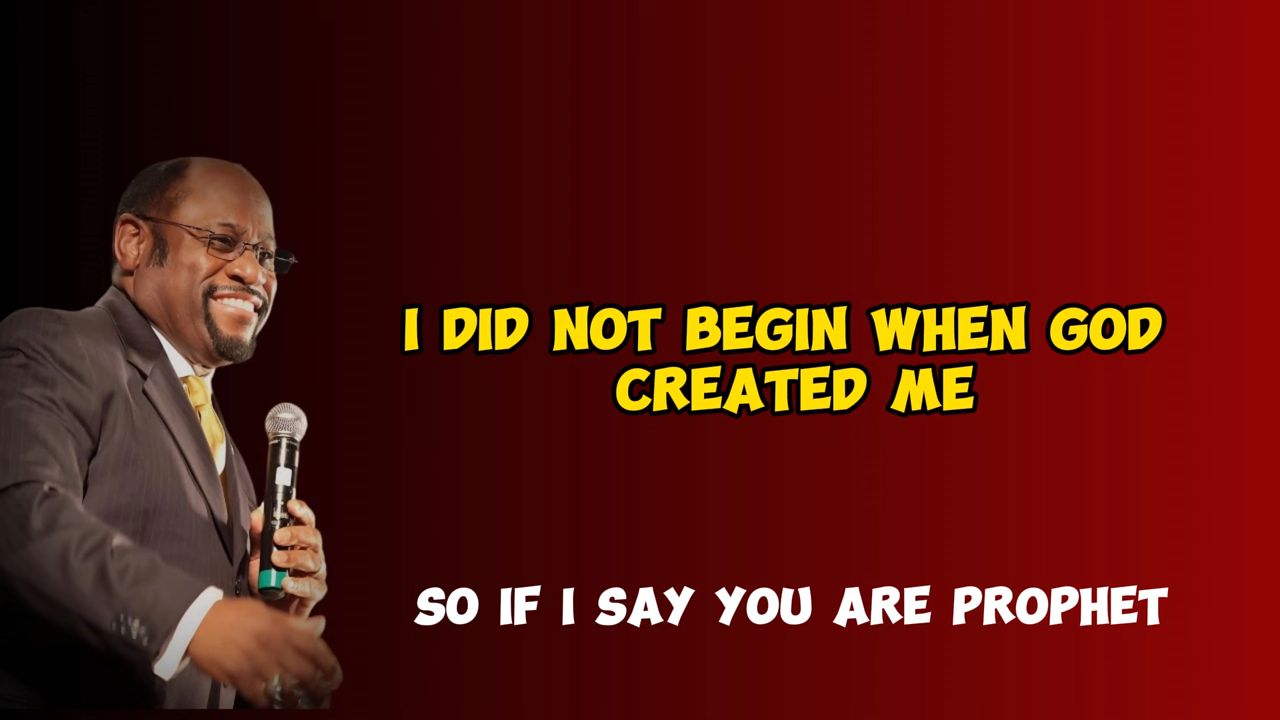 I DID NOT BEGIN WHEN GOD
CREATED ME
SO IF I SAY YOU ARE PROPHET